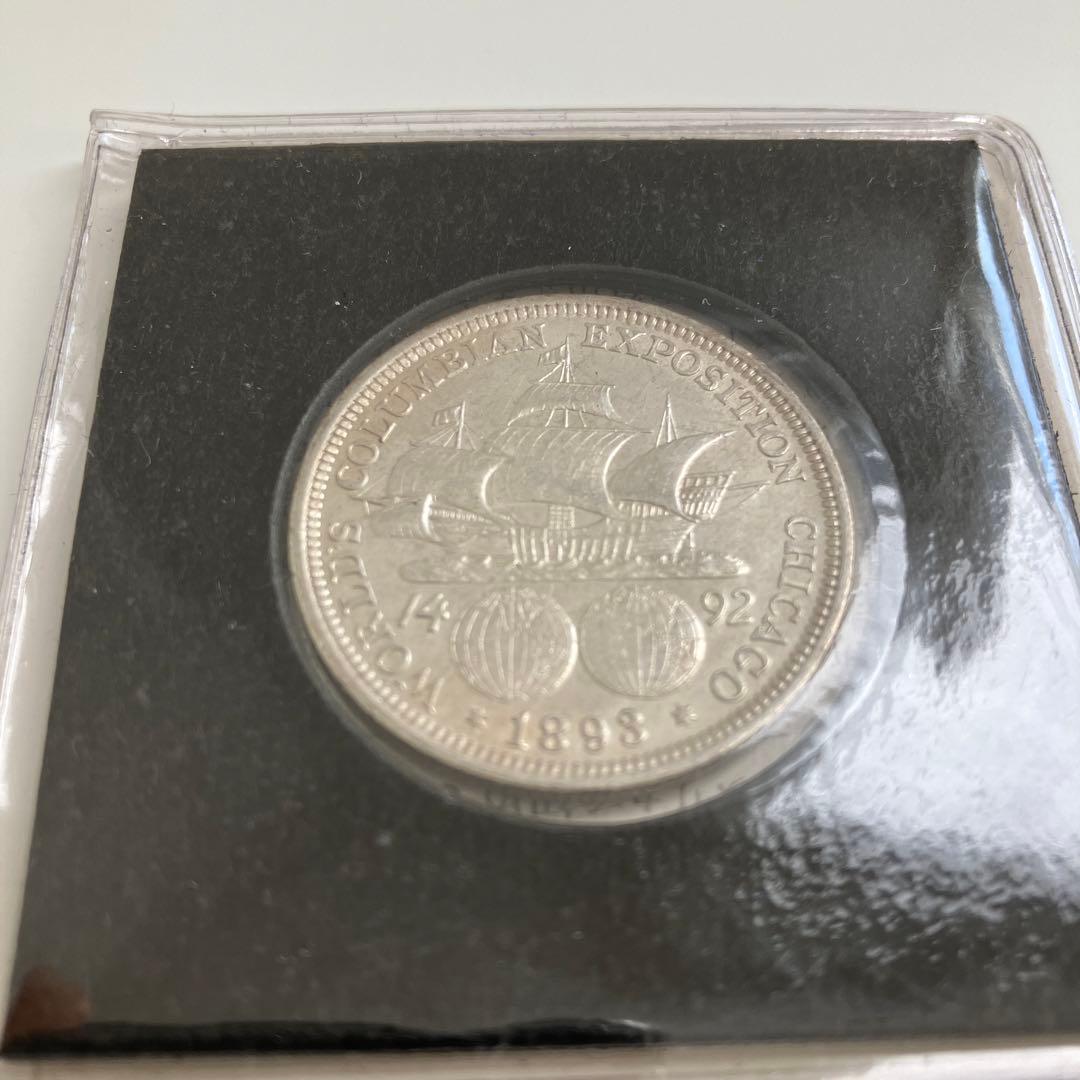 WORLD'S COLUMBIAN EXPOSITION CHICAGO
14 92
* 1893 *